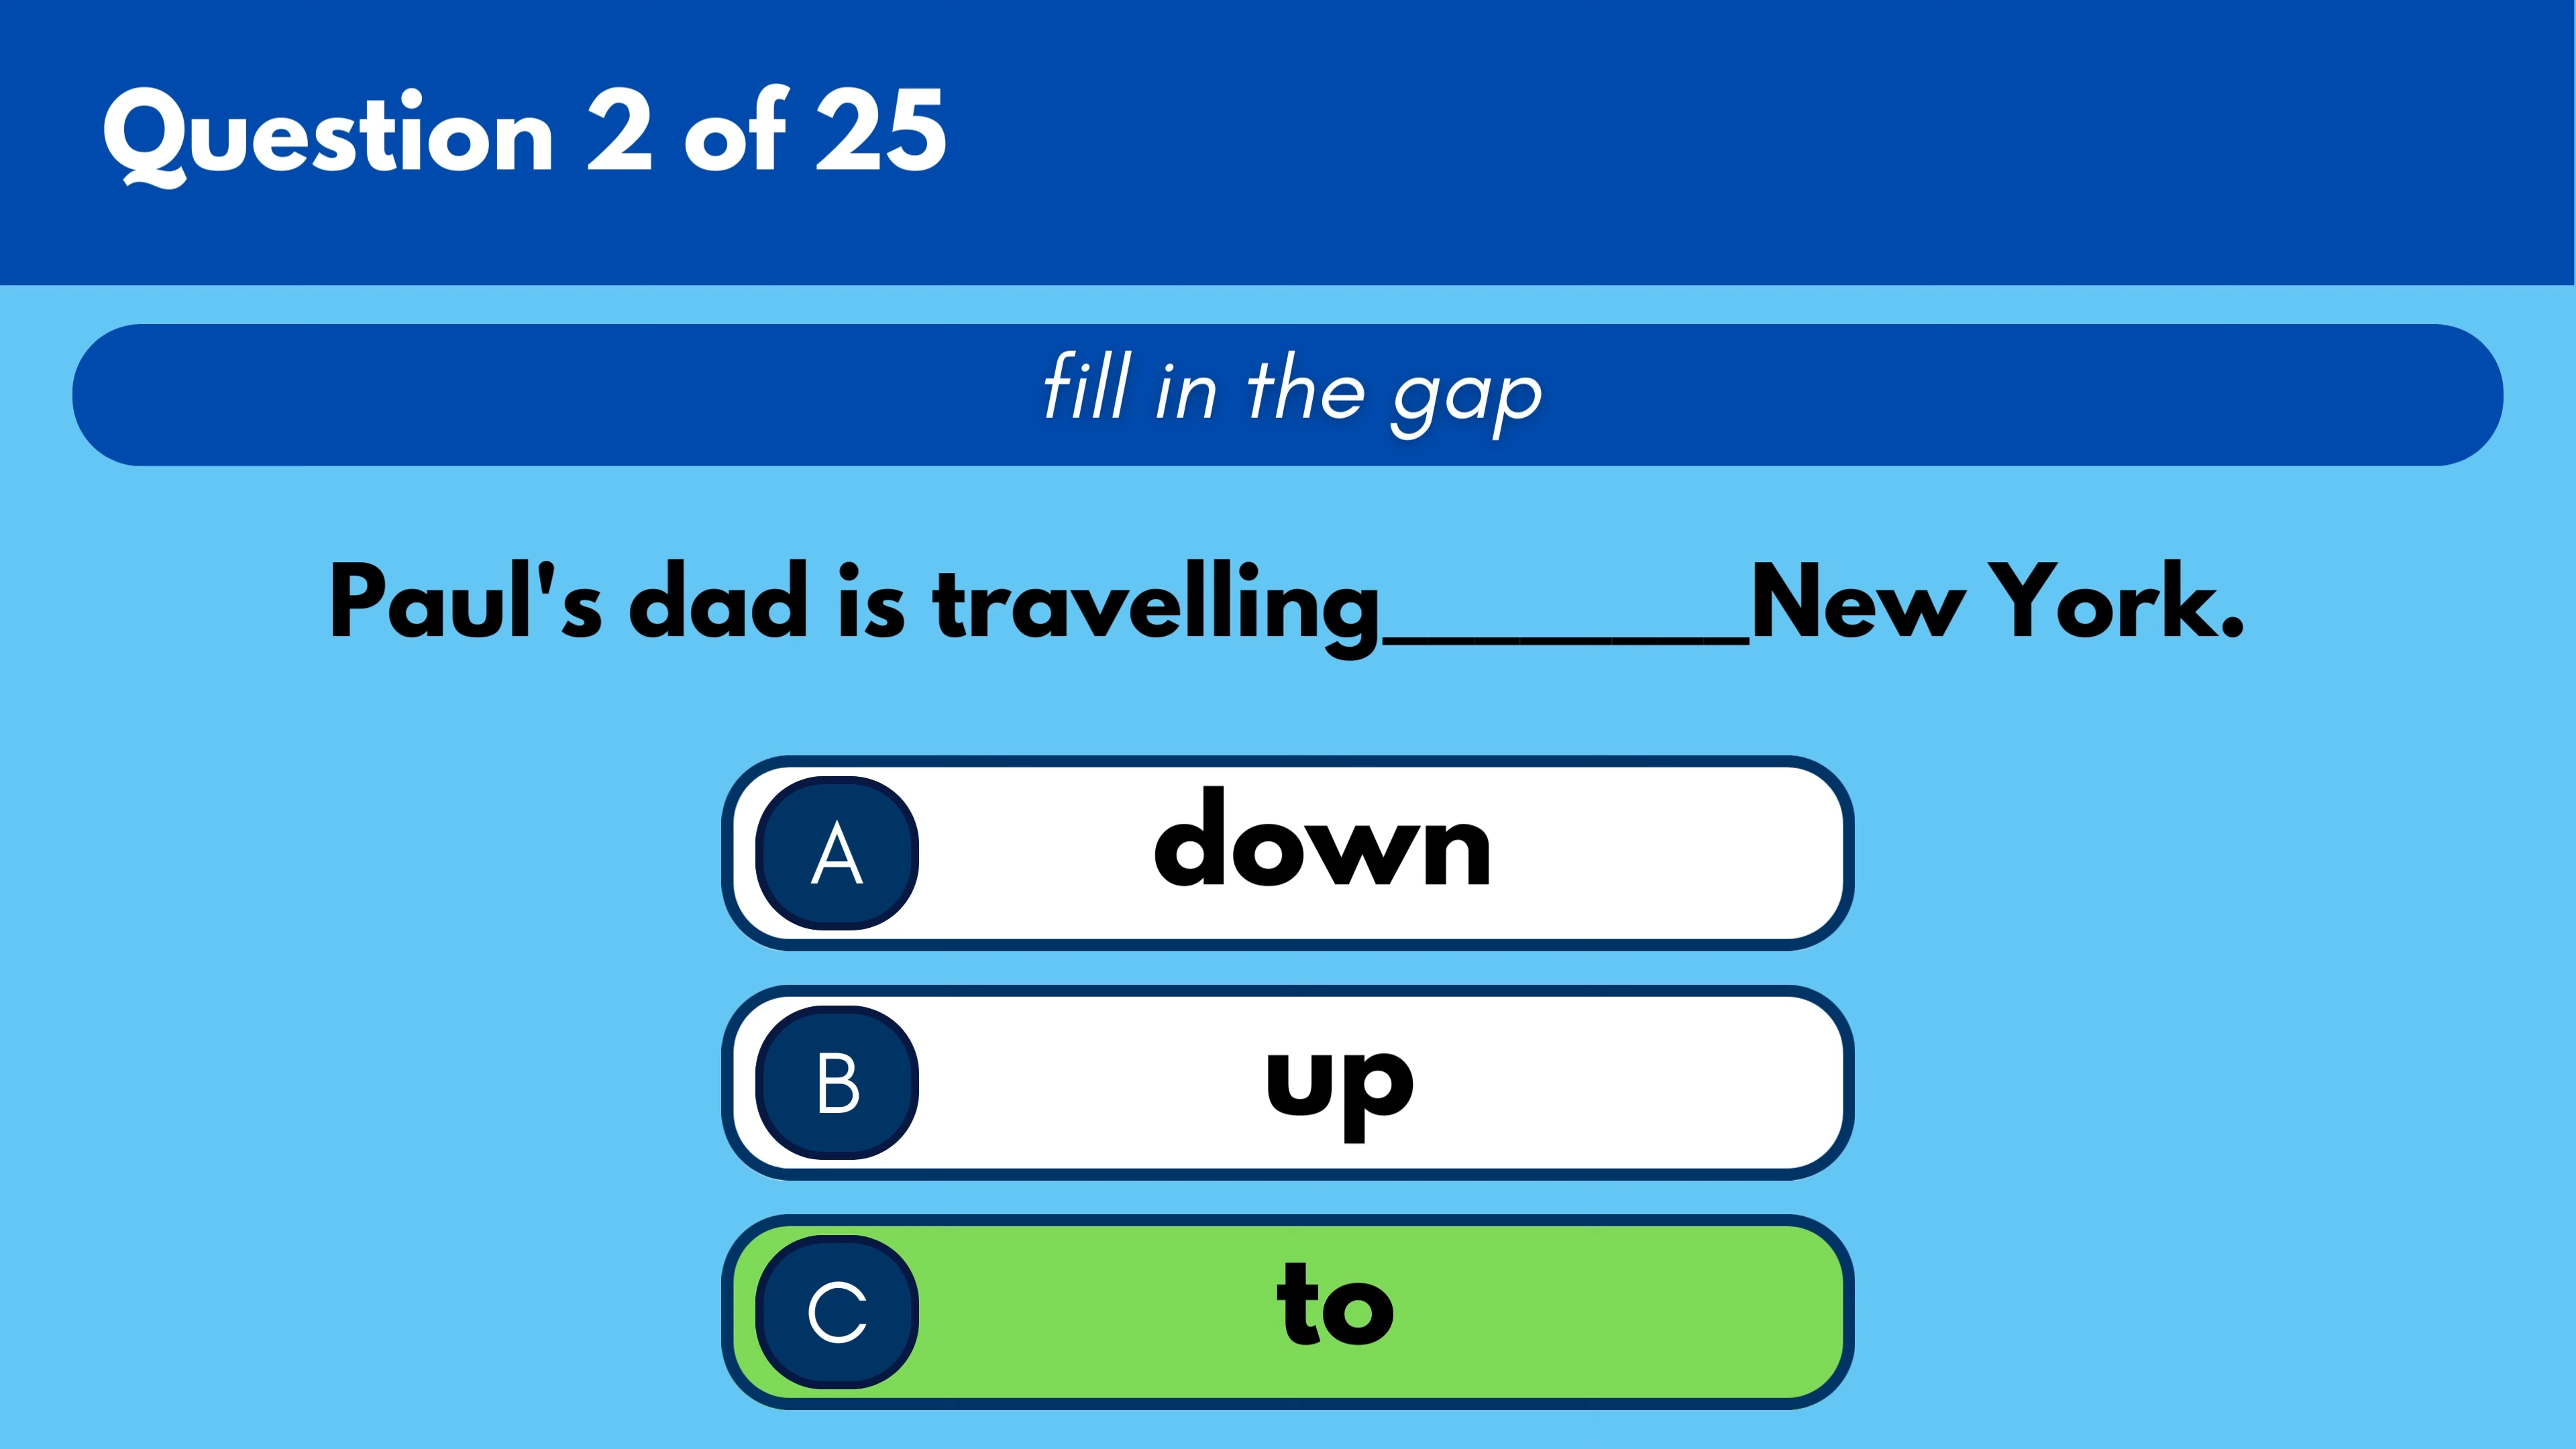 Question 2 of 25
fill in the gap
Paul's dad is travelling________New York.
A down
B up
C to